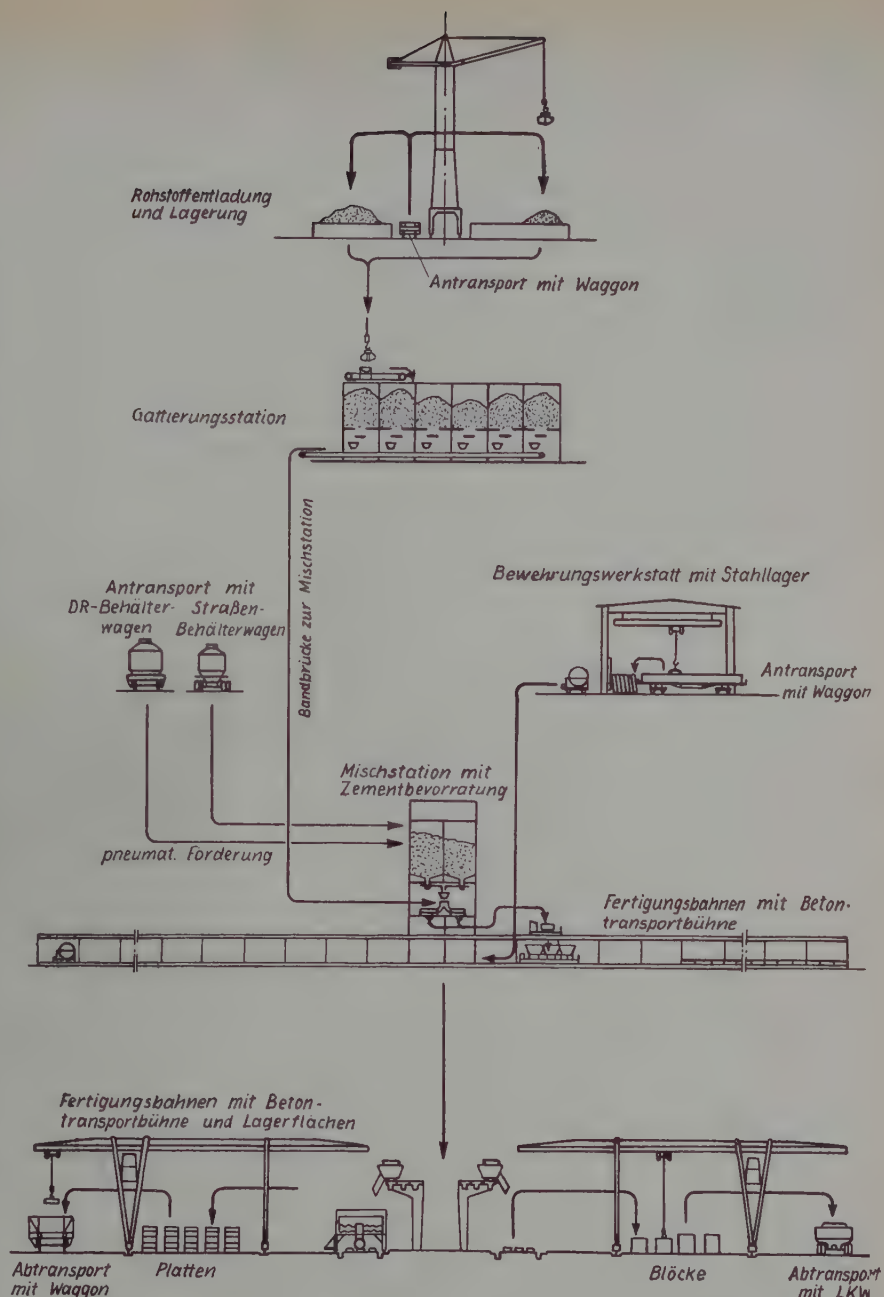 Rohstoffentladung
und Lagerung
Antransport mit Waggon
Gattierungsstation
Bandbrücke zur Mischstation
Antransport mit
DR-Behälter- Straßen-
wagen Behälterwagen
Bewehrungswerkstatt mit Stahllager
Antransport
mit Waggon
Mischstation mit
Zementbevorratung
pneumat. Förderung
Fertigungsbahnen mit Beton-
transportbühne
Fertigungsbahnen mit Beton-
transportbühne und Lagerflächen
Abtransport
mit Waggon
Platten
Blöcke
Abtransport
mit LKW